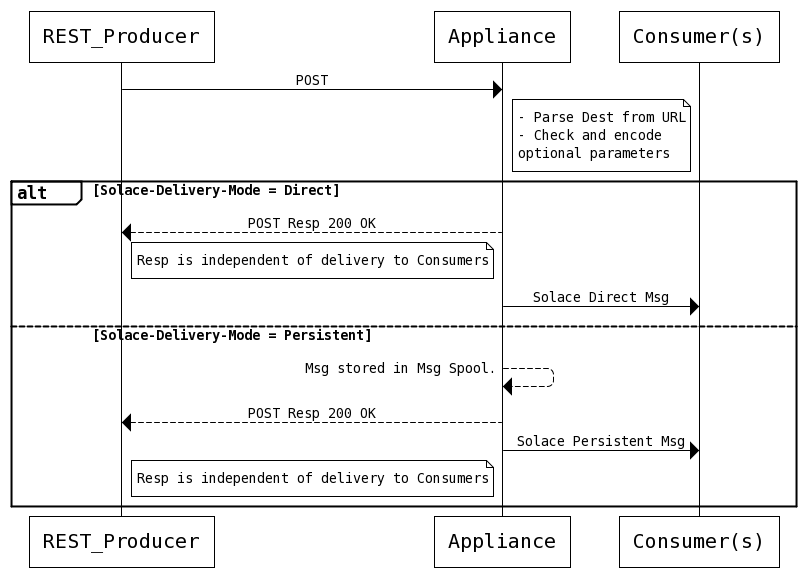 REST_Producer
Appliance
Consumer(s)
POST
- Parse Dest from URL
- Check and encode
optional parameters
alt
[Solace-Delivery-Mode = Direct]
POST Resp 200 OK
Resp is independent of delivery to Consumers
Solace Direct Msg
[Solace-Delivery-Mode = Persistent]
Msg stored in Msg Spool.
POST Resp 200 OK
Solace Persistent Msg
Resp is independent of delivery to Consumers
REST_Producer
Appliance
Consumer(s)